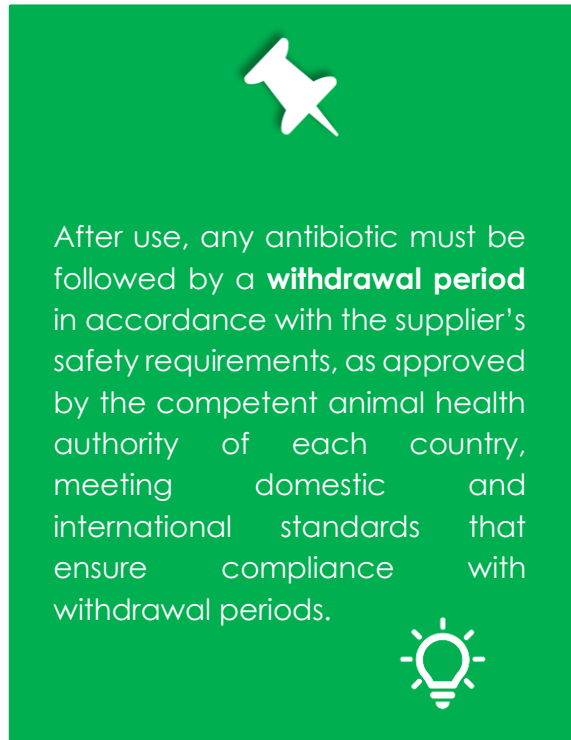 After use, any antibiotic must be
followed by a withdrawal period
in accordance with the supplier’s
safety requirements, as approved
by the competent animal health
authority of each country,
meeting domestic and
international standards that
ensure compliance with
withdrawal periods.